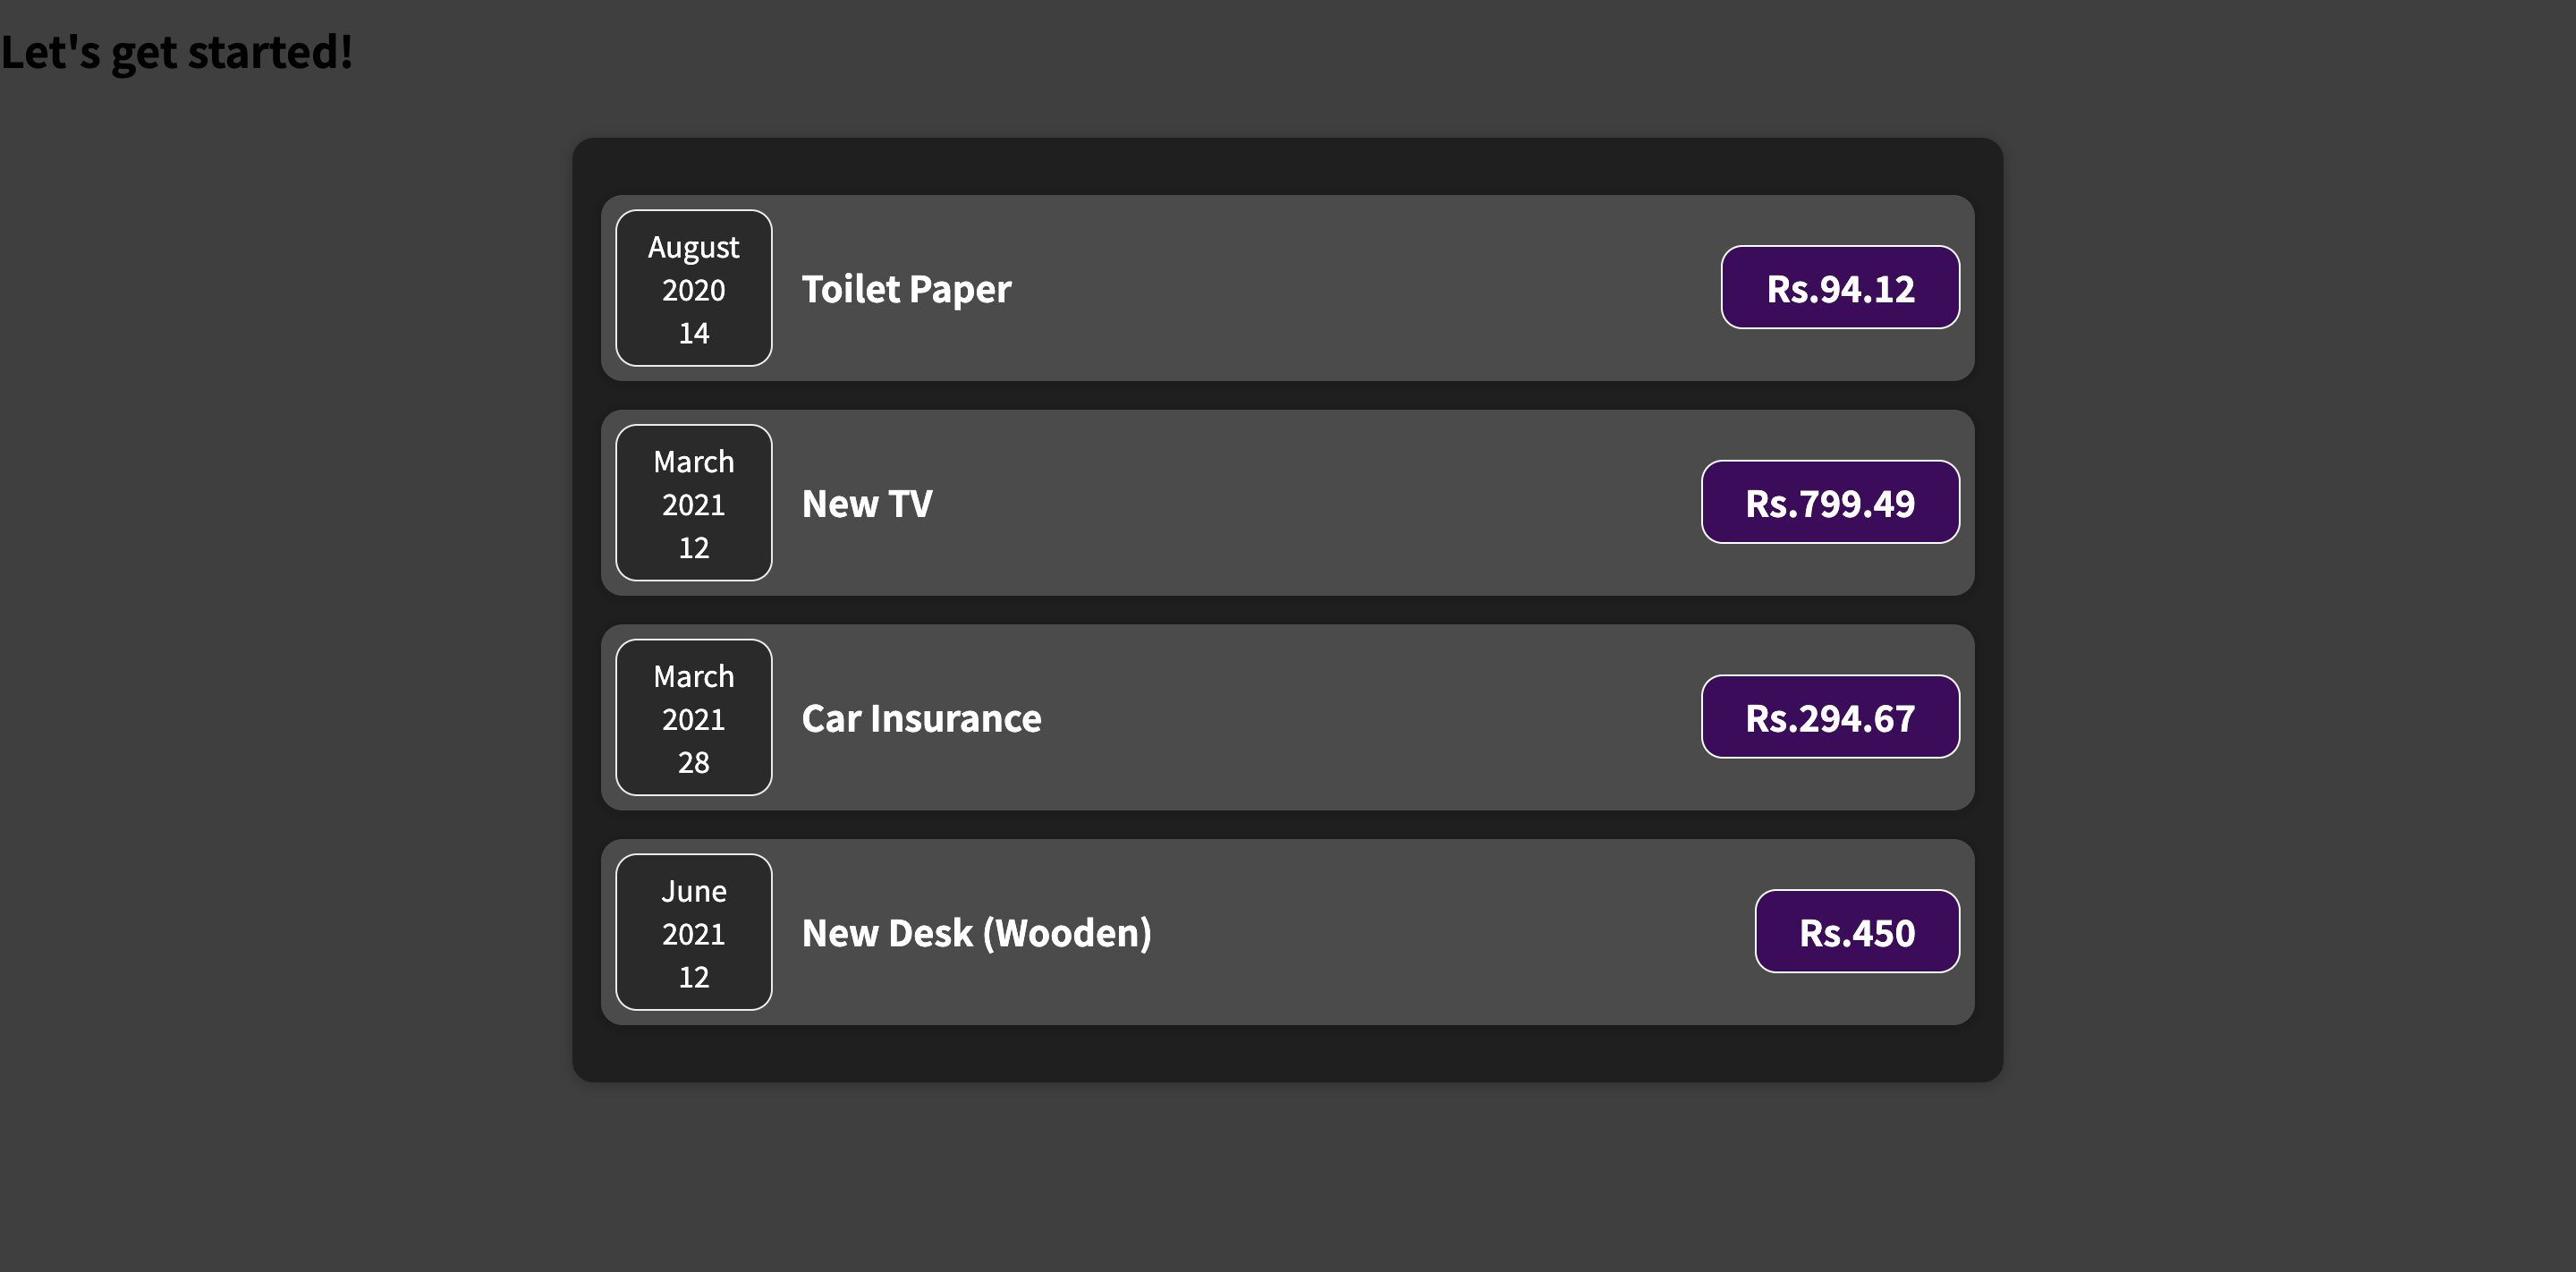 Let's get started!
August
2020
14
Toilet Paper
Rs.94.12
March
2021
12
New TV
Rs.799.49
March
2021
28
Car Insurance
Rs.294.67
June
2021
12
New Desk (Wooden)
Rs.450